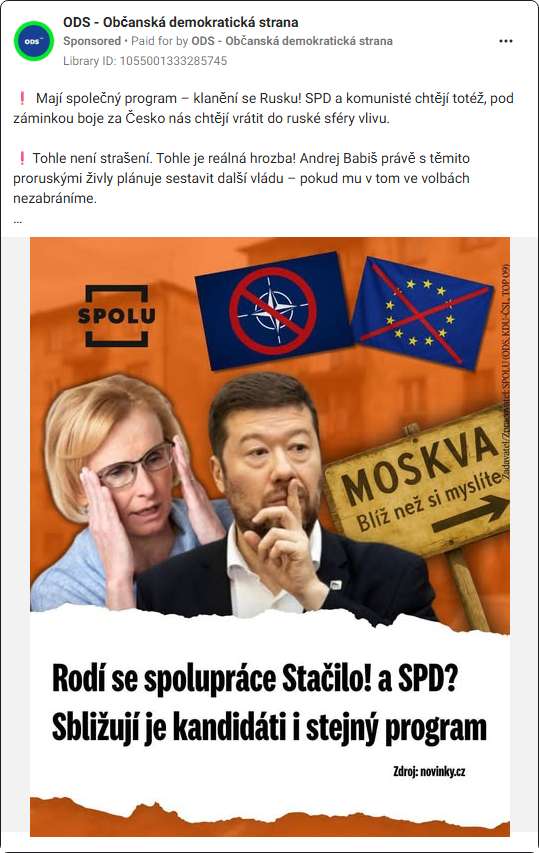 ODS - Občanská demokratická strana
Sponsored • Paid for by ODS - Občanská demokratická strana
Library ID: 1055001333285745
❗ Mají společný program – klanění se Rusku! SPD a komunisté chtějí totéž, pod
záminkou boje za Česko nás chtějí vrátit do ruské sféry vlivu.
❗Tohle není strašení. Tohle je reálná hrozba! Andrej Babiš právě s těmito
proruskými živly plánuje sestavit další vládu – pokud mu v tom ve volbách
nezabráníme.
...
SPOLU
Zadavatel/Zpracovatel: SPOLU (ODS, KDU-ČSL, TOP 09)
MOSKVA
Blíž než si myslíte
Rodí se spolupráce Stačilo! a SPD?
Sbližují je kandidáti i stejný program
Zdroj: novinky.cz